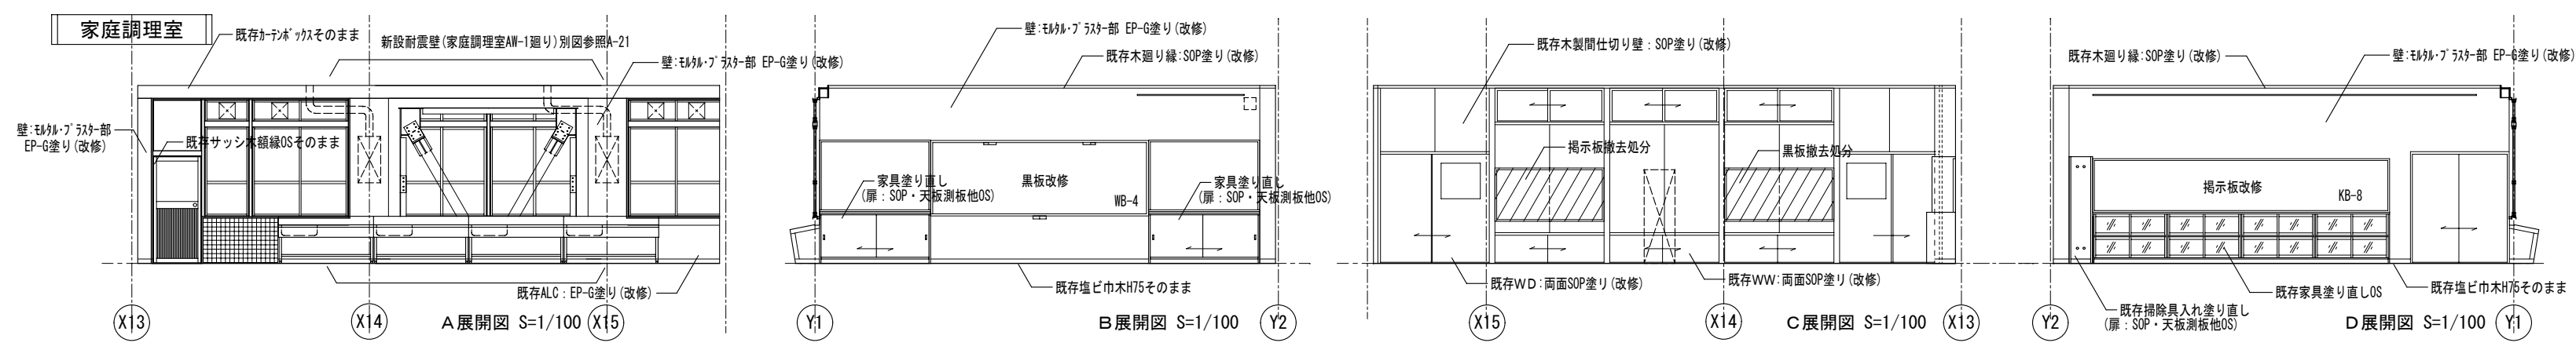 家庭調理室
既存ｶｰﾃﾝﾎﾞｯｸｽそのまま
新設耐震壁(家庭調理室AW-1廻り)別図参照A-21
壁:ﾓﾙﾀﾙ･ﾌﾟﾗｽﾀｰ部 EP-G塗り(改修)
壁:ﾓﾙﾀﾙ･ﾌﾟﾗｽﾀｰ部
EP-G塗り(改修)
既存サッシ木額縁OSそのまま
既存ALC：EP-G塗り(改修)
X13
X14
A展開図 S=1/100
X15
壁:ﾓﾙﾀﾙ･ﾌﾟﾗｽﾀｰ部 EP-G塗り(改修)
既存木廻り縁:SOP塗り(改修)
家具塗り直し
(扉：SOP・天板測板他OS)
黒板改修
WB-4
家具塗り直し
(扉：SOP・天板測板他OS)
既存塩ビ巾木H75そのまま
Y1
B展開図 S=1/100
Y2
既存木製間仕切り壁：SOP塗り(改修)
掲示板撤去処分
黒板撤去処分
既存WD:両面SOP塗り(改修)
既存WW:両面SOP塗り(改修)
X15
X14
C展開図 S=1/100
X13
既存木廻り縁:SOP塗り(改修)
壁:ﾓﾙﾀﾙ･ﾌﾟﾗｽﾀｰ部 EP-G塗り(改修)
掲示板改修
KB-8
既存掃除具入れ塗り直し
(扉：SOP・天板測板他OS)
既存家具塗り直しOS
既存塩ビ巾木H75そのまま
Y2
D展開図 S=1/100
Y1